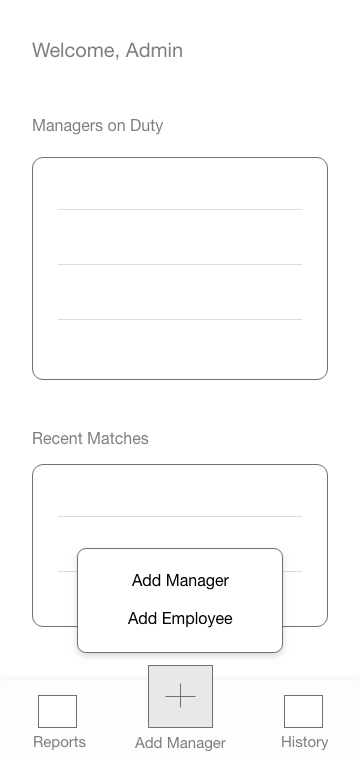 Welcome, Admin
Managers on Duty
Recent Matches
Add Manager
Add Employee
Reports
Add Manager
History